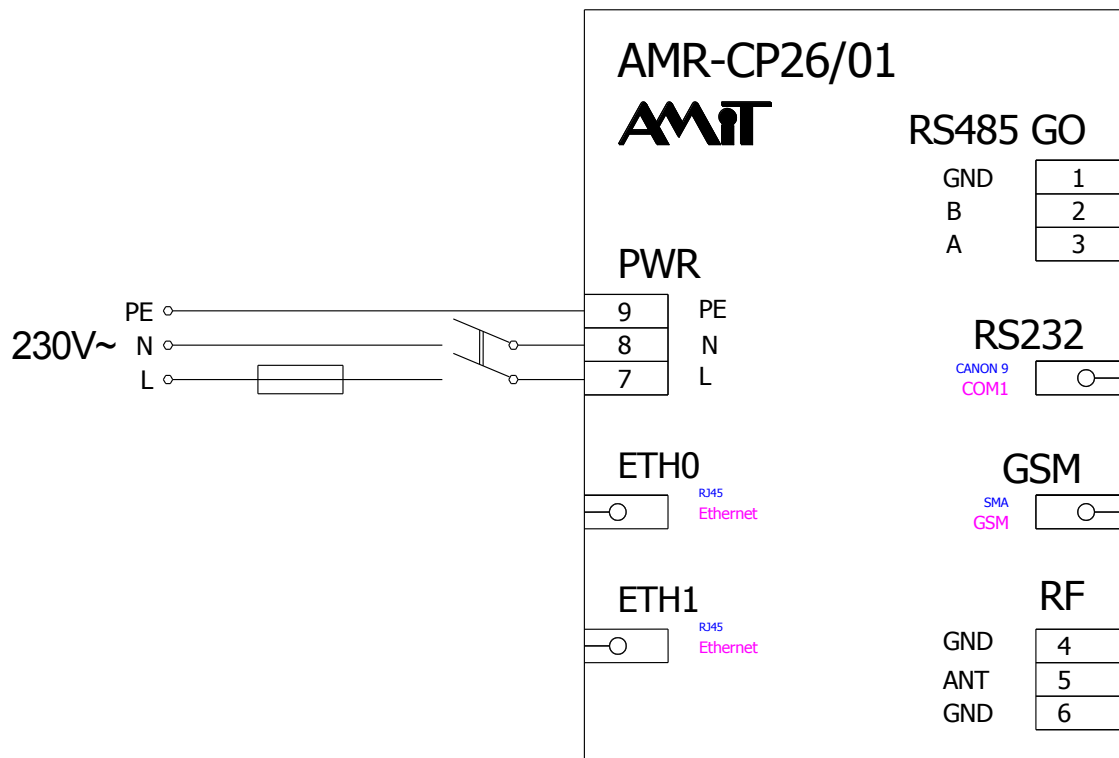 AMR-CP26/01
AMiT
RS485 GO
GND 1
B 2
A 3
PWR
230V~
PE 9 PE
N 8 N
L 7 L
RS232
CANON 9
COM1
ETH0
RJ45
Ethernet
GSM
SMA
GSM
ETH1
RJ45
Ethernet
RF
GND 4
ANT 5
GND 6